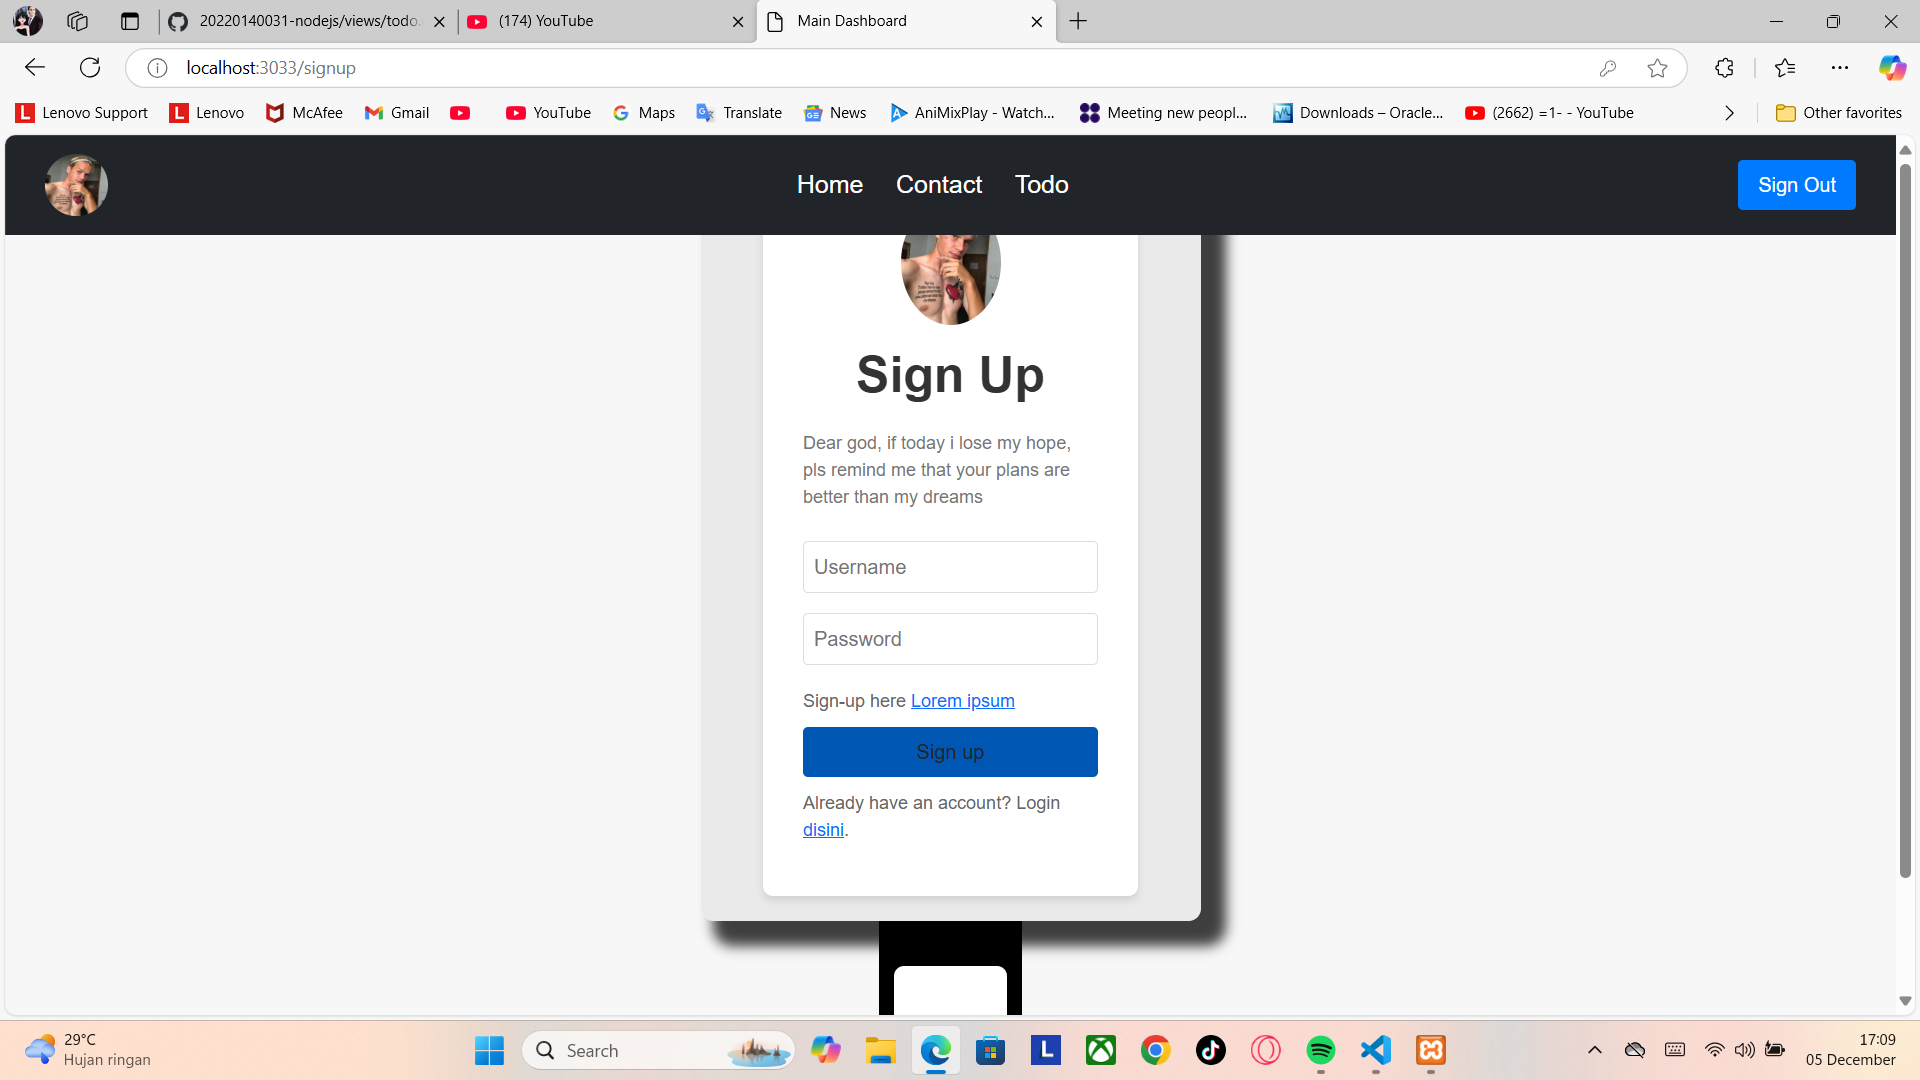 20220140031-nodejs/views/todo.
(174) YouTube
Main Dashboard
localhost:3033/signup
Lenovo Support
Lenovo
McAfee
Gmail
YouTube
Maps
Translate
News
AniMixPlay - Watch...
Meeting new peopl...
Downloads – Oracle...
(2662) =1- - YouTube
Other favorites
Home
Contact
Todo
Sign Out
Sign Up
Dear god, if today i lose my hope,
pls remind me that your plans are
better than my dreams
Username
Password
Sign-up here Lorem ipsum
Sign up
Already have an account? Login
disini.
29°C
Hujan ringan
Search
17:09
05 December